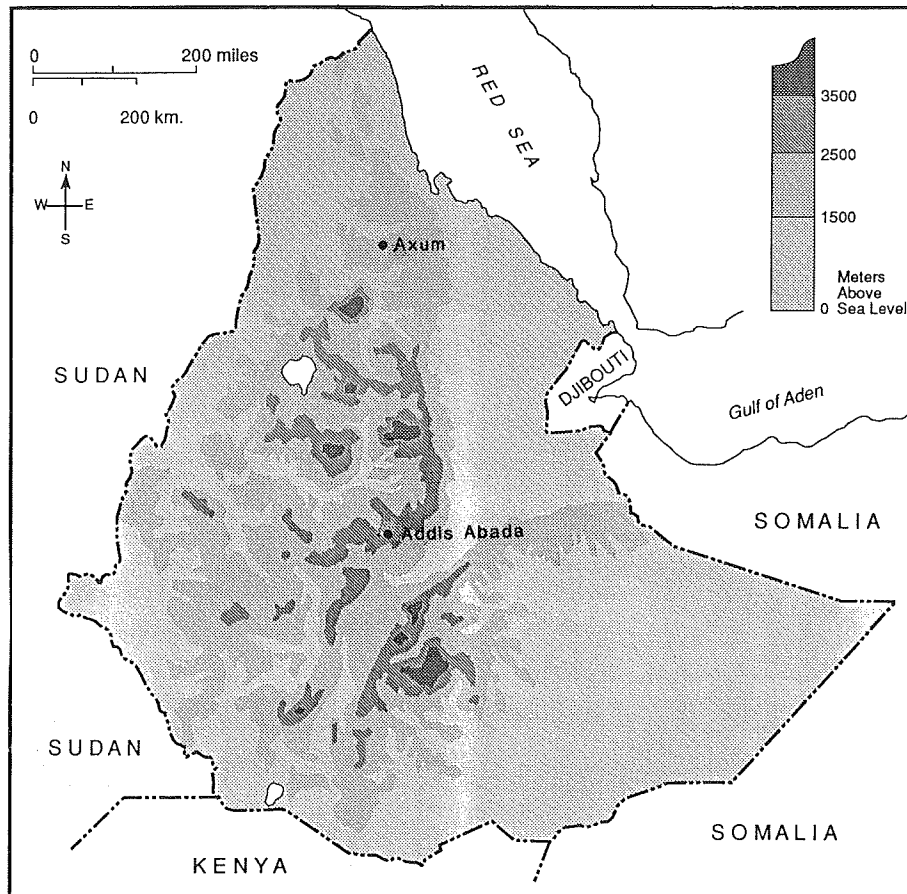 0 200 miles
0 200 km.
N
W E
S
RED SEA
3500
2500
1500
0
Meters
Above
Sea Level
Axum
SUDAN
DJIBOUTI
Gulf of Aden
Addis Abada
SOMALIA
SUDAN
KENYA
SOMALIA